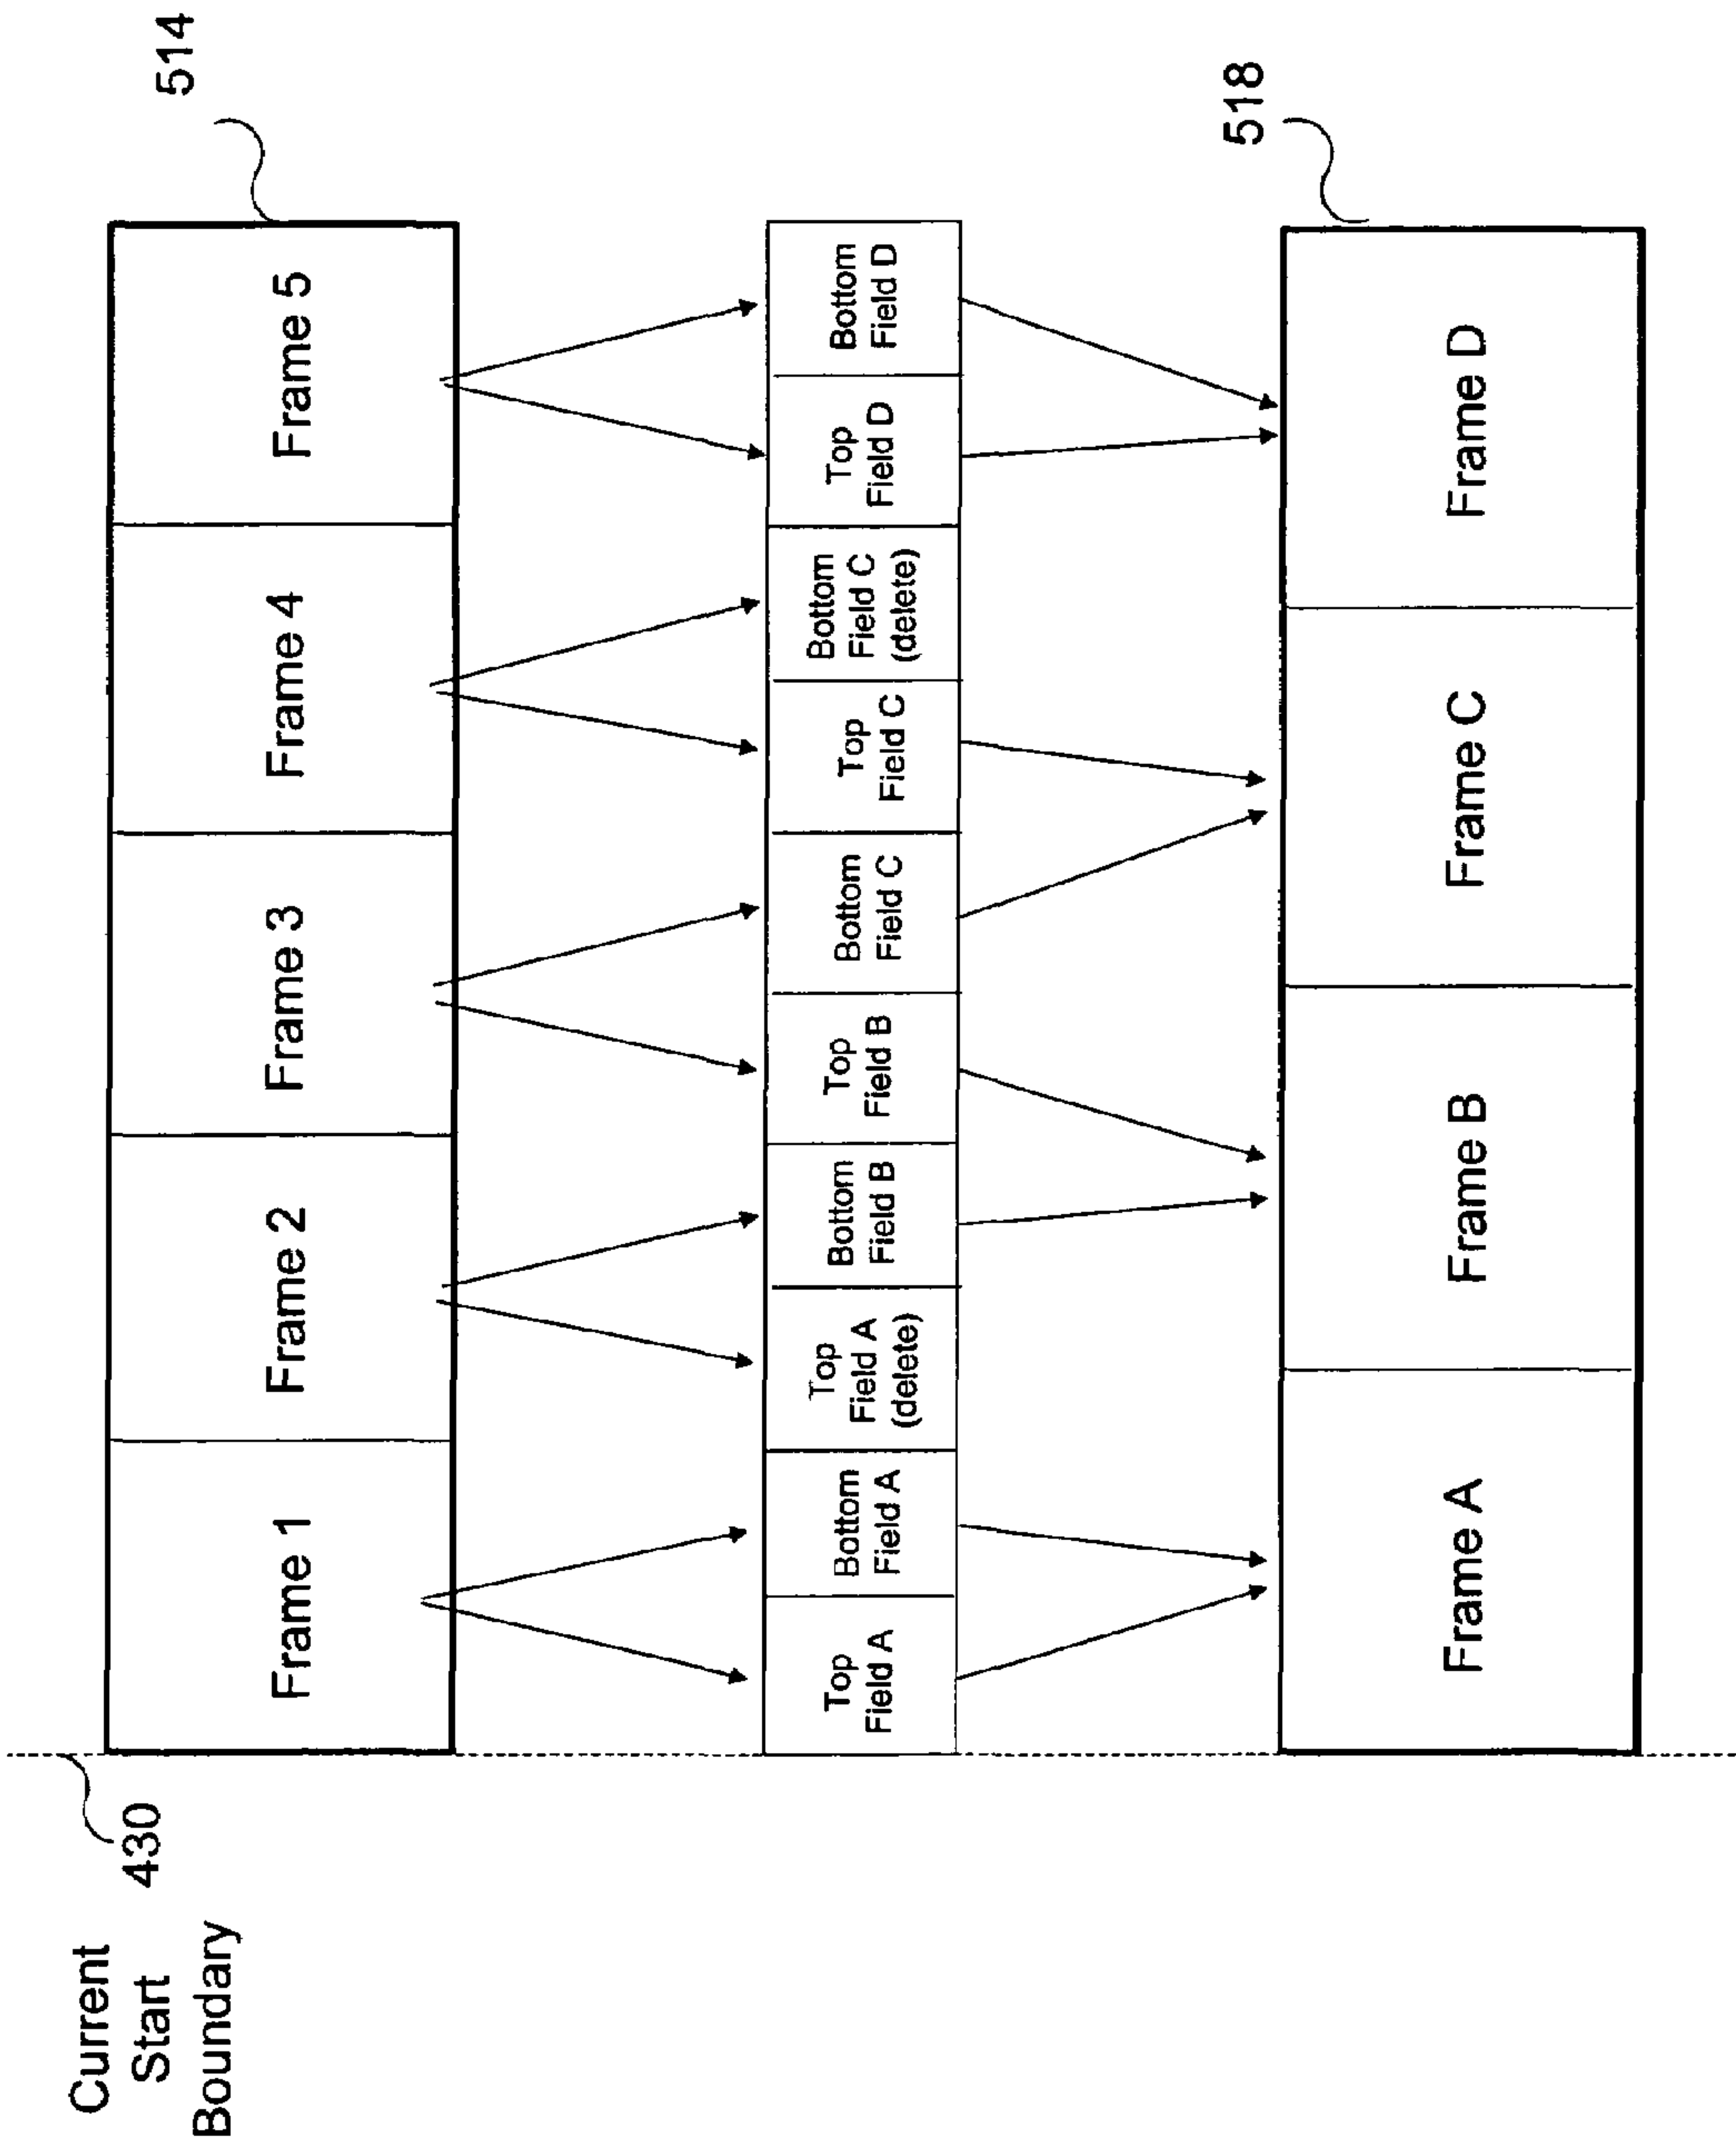 Current
Start 430
Boundary
514
Frame 1
Frame 2
Frame 3
Frame 4
Frame 5
Top
Field A
Bottom
Field A
Top
Field A
(delete)
Bottom
Field B
Top
Field B
Bottom
Field C
Top
Field C
Bottom
Field C
(delete)
Top
Field D
Bottom
Field D
518
Frame A
Frame B
Frame C
Frame D